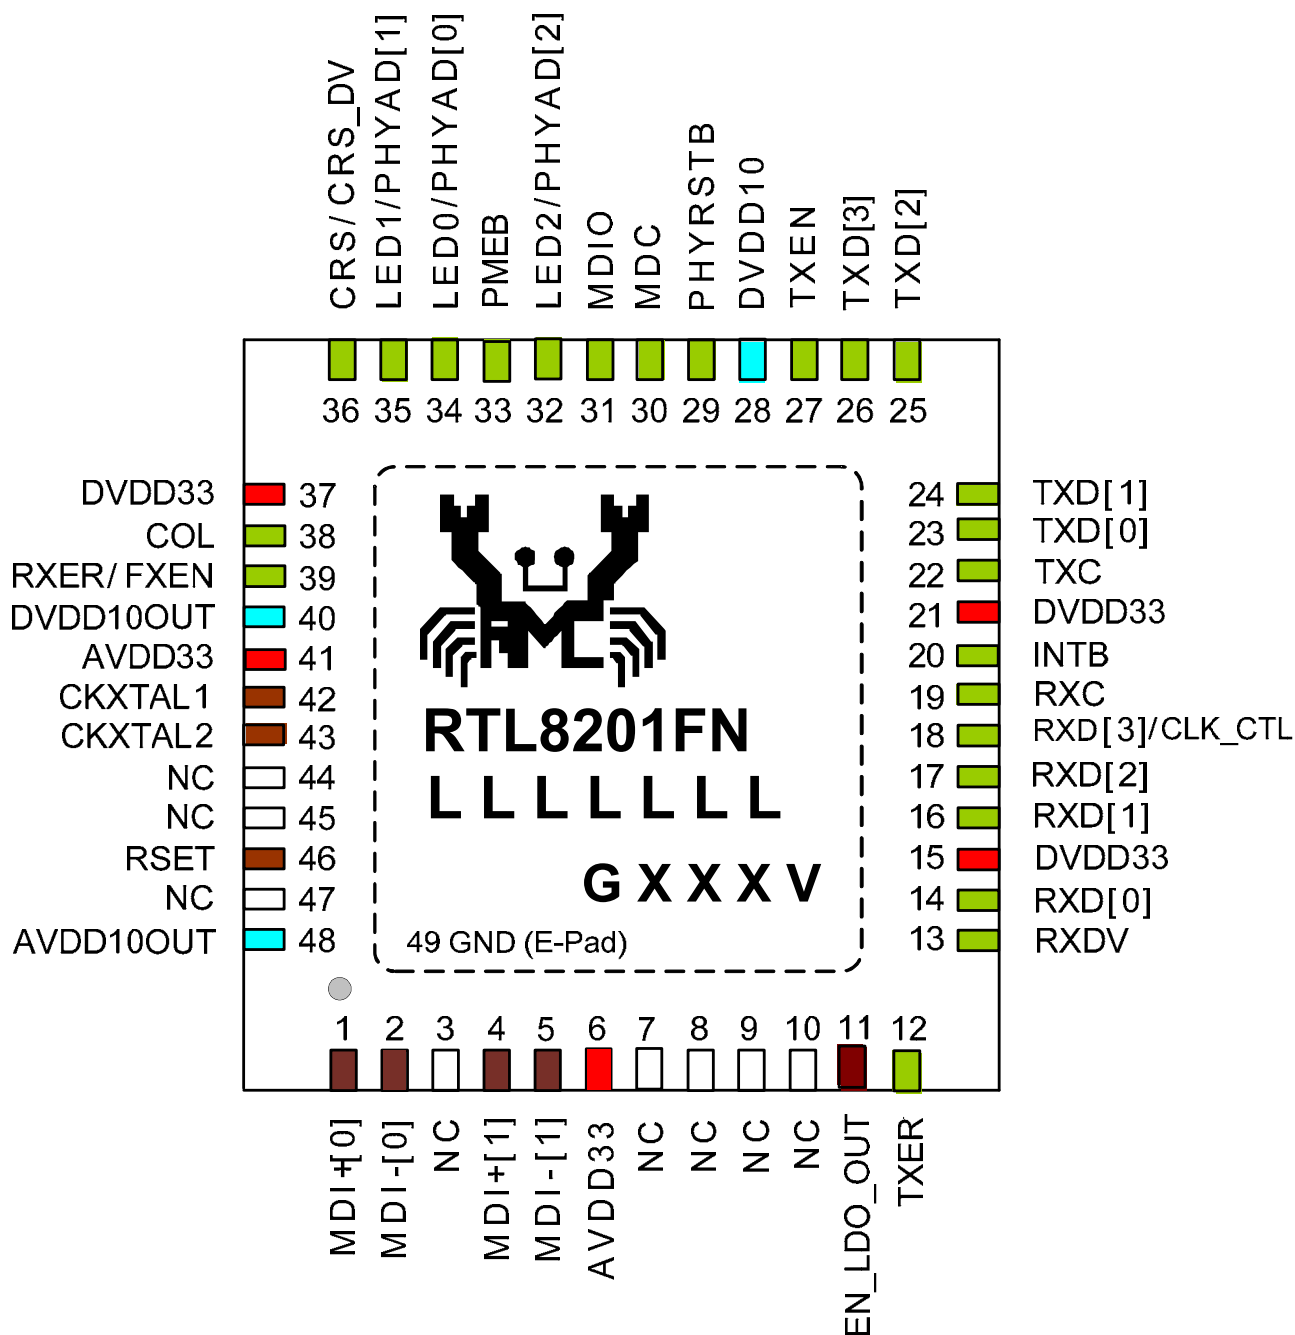 CRS/CRS_DV
LED1/PHYAD[1]
LED0/PHYAD[0]
PMEB
LED2/PHYAD[2]
MDIO
MDC
PHYRSTB
DVDD10
TXEN
TXD[3]
TXD[2]
36 35 34 33 32 31 30 29 28 27 26 25
DVDD33 37
COL 38
RXER/FXEN 39
DVDD10OUT 40
AVDD33 41
CKXTAL1 42
CKXTAL2 43
NC 44
NC 45
RSET 46
NC 47
AVDD10OUT 48
RTL8201FN
LLLLLLL
GXXXV
49 GND (E-Pad)
24 TXD[1]
23 TXD[0]
22 TXC
21 DVDD33
20 INTB
19 RXC
18 RXD[3]/CLK_CTL
17 RXD[2]
16 RXD[1]
15 DVDD33
14 RXD[0]
13 RXDV
1 2 3 4 5 6 7 8 9 10 11 12
MDI+[0]
MDI-[0]
NC
MDI+[1]
MDI-[1]
AVDD33
NC
NC
NC
NC
EN_LDO_OUT
TXER